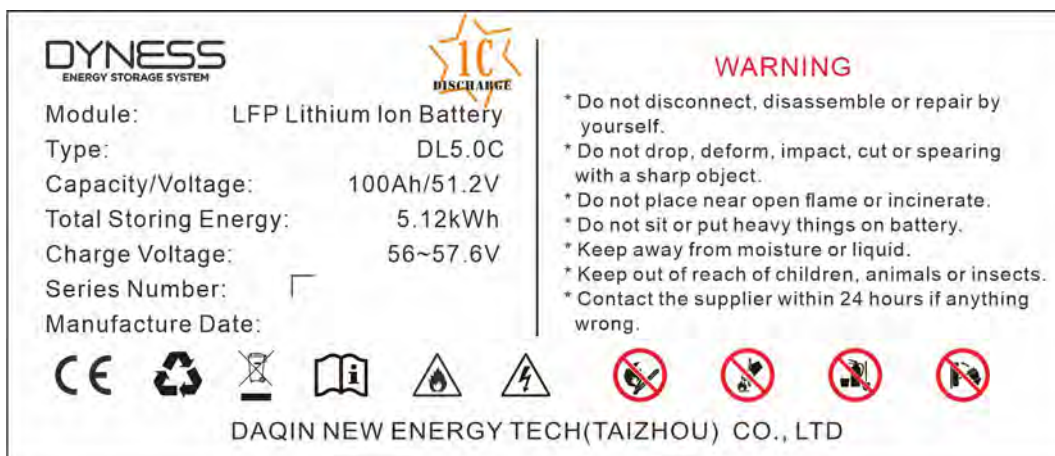 DYNESS
ENERGY STORAGE SYSTEM
1C
DISCHARGE
Module: LFP Lithium Ion Battery
Type: DL5.0C
Capacity/Voltage: 100Ah/51.2V
Total Storing Energy: 5.12kWh
Charge Voltage: 56~57.6V
Series Number:
Manufacture Date:
WARNING
* Do not disconnect, disassemble or repair by
yourself.
* Do not drop, deform, impact, cut or spearing
with a sharp object.
* Do not place near open flame or incinerate.
* Do not sit or put heavy things on battery.
* Keep away from moisture or liquid.
* Keep out of reach of children, animals or insects.
* Contact the supplier within 24 hours if anything
wrong.
CE
DAQIN NEW ENERGY TECH(TAIZHOU) CO., LTD